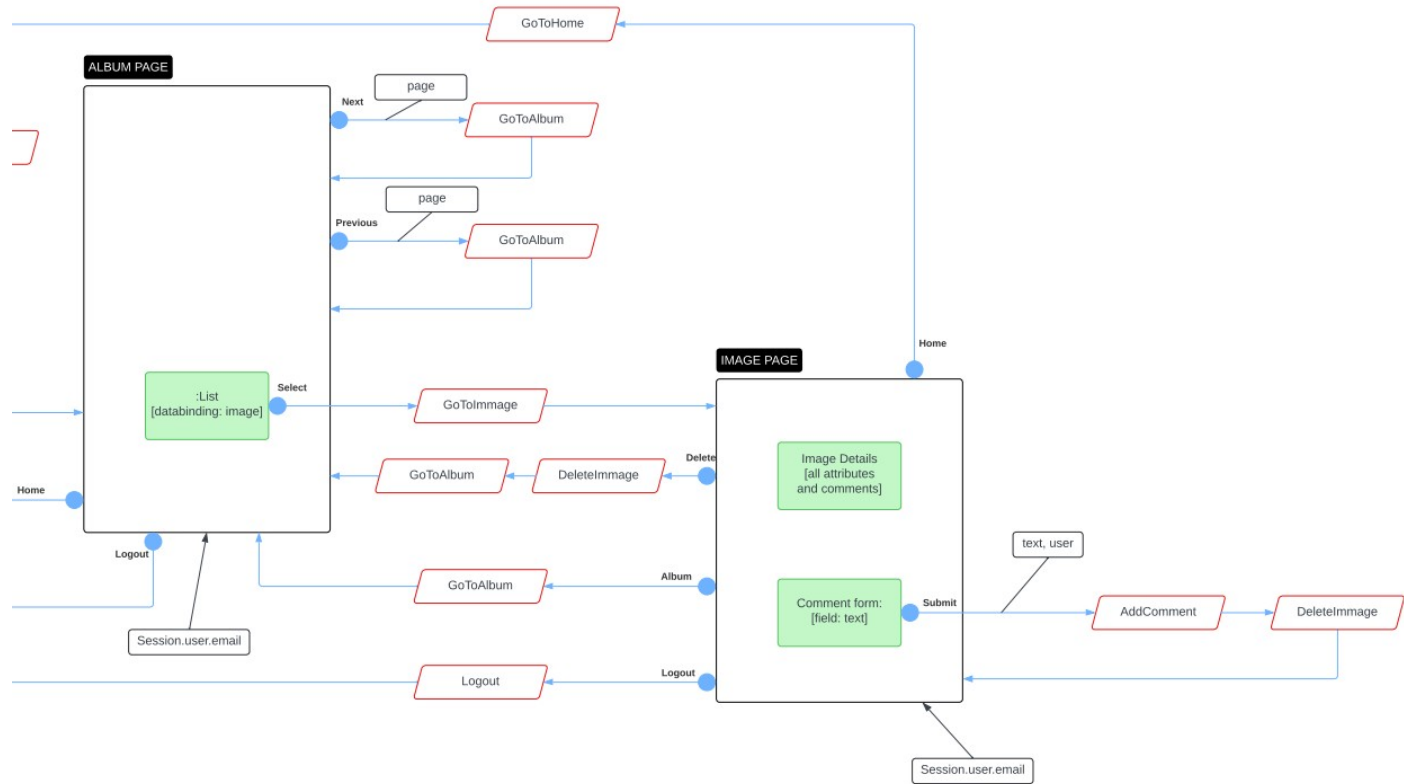 GoToHome
ALBUM PAGE
page
Next
GoToAlbum
page
Previous
GoToAlbum
Home
IMAGE PAGE
:List
[databinding: image]
Select
GoToImmage
Image Details
[all attributes
and comments]
Delete
DeleteImmage
GoToAlbum
Home
Logout
text, user
Album
GoToAlbum
Comment form:
[field: text]
Submit
AddComment
DeleteImmage
Session.user.email
Logout
Logout
Session.user.email